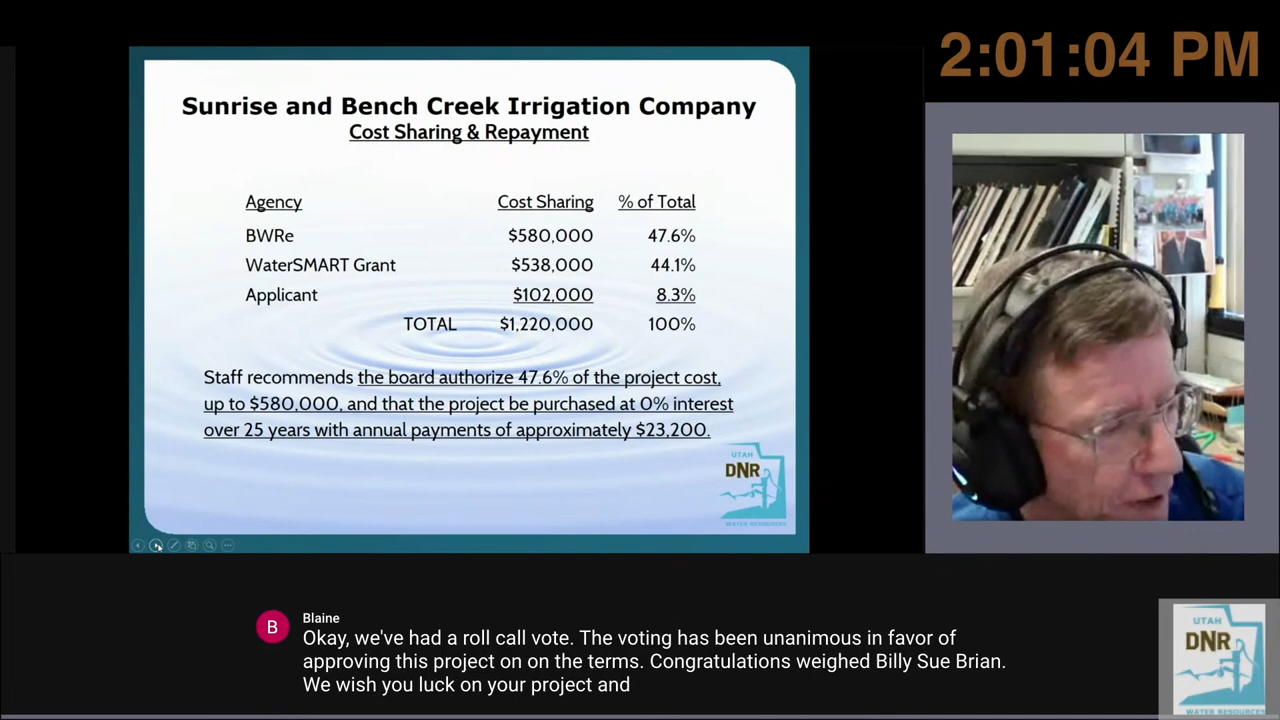 2:01:04 PM
Sunrise and Bench Creek Irrigation Company
Cost Sharing & Repayment
Agency Cost Sharing % of Total
BWRe $580,000 47.6%
WaterSMART Grant $538,000 44.1%
Applicant $102,000 8.3%
TOTAL $1,220,000 100%
Staff recommends the board authorize 47.6% of the project cost,
up to $580,000, and that the project be purchased at 0% interest
over 25 years with annual payments of approximately $23,200.
UTAH
DNR
WATER RESOURCES
B
Blaine
Okay, we've had a roll call vote. The voting has been unanimous in favor of
approving this project on on the terms. Congratulations weighed Billy Sue Brian.
We wish you luck on your project and
UTAH
DNR
WATER RESOURCES